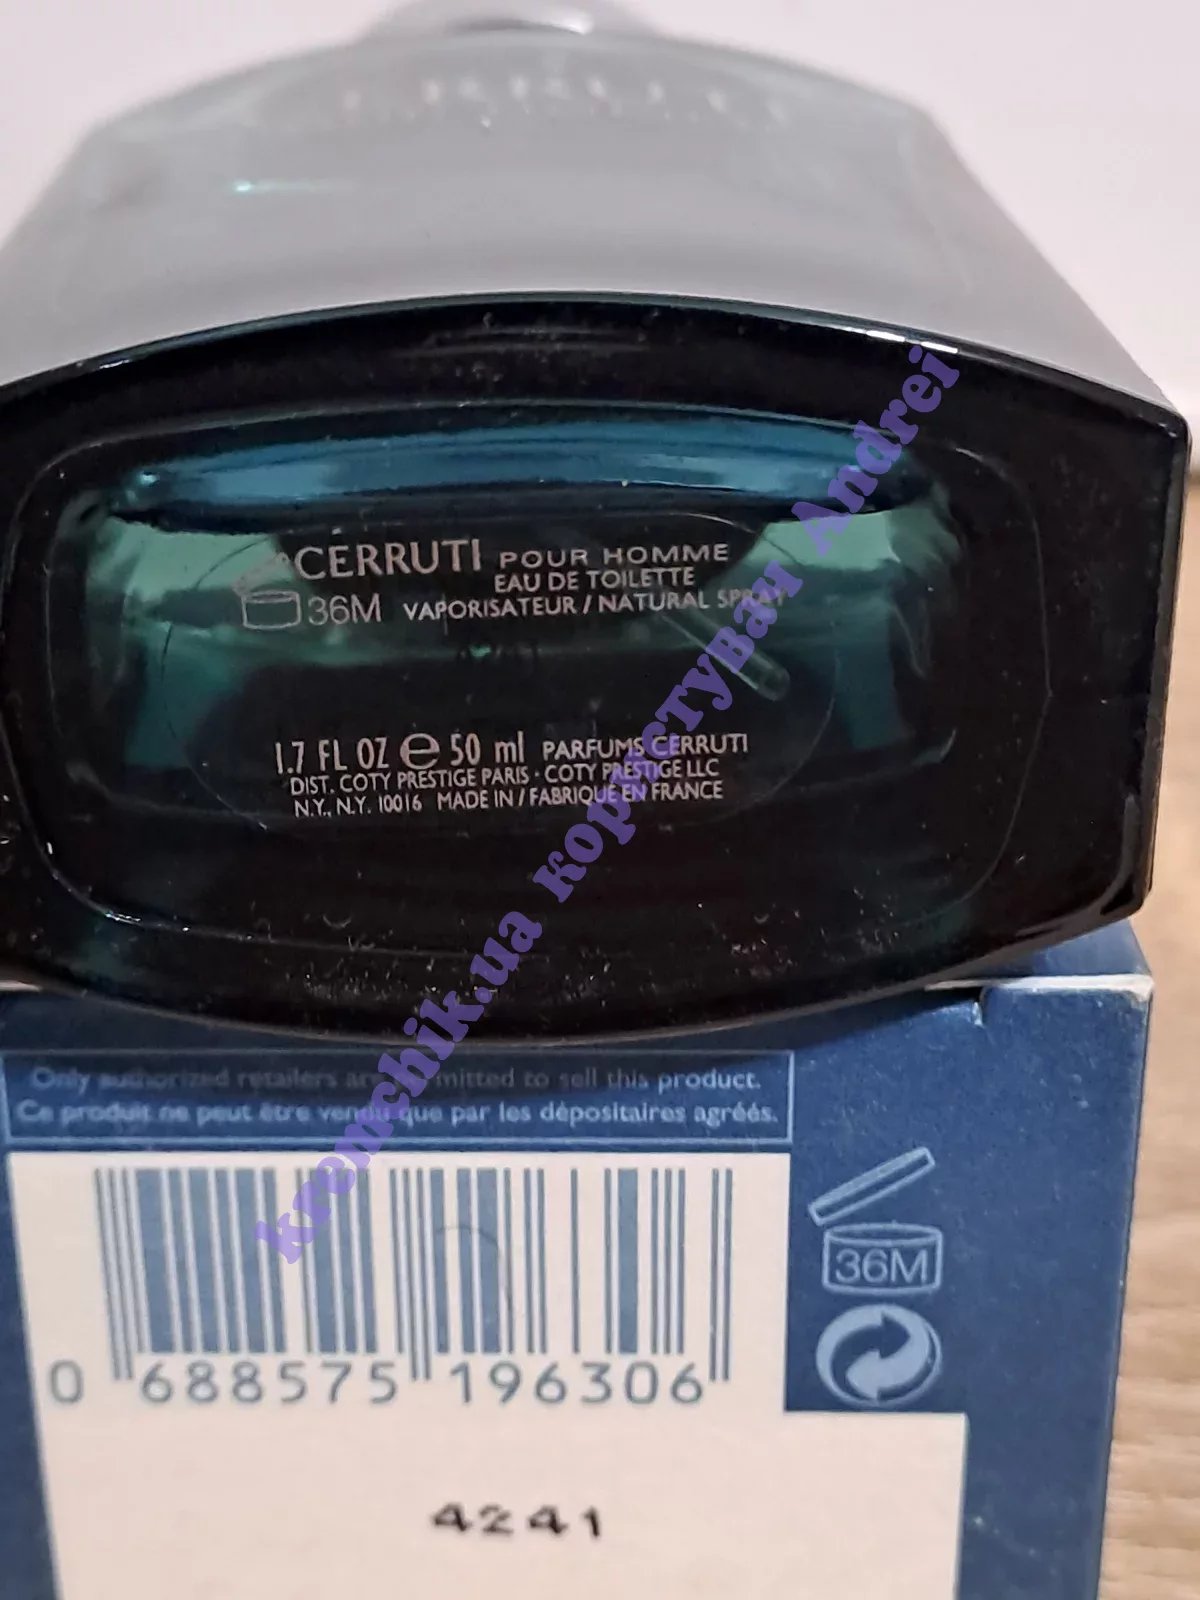 CERRUTI POUR HOMME
EAU DE TOILETTE
36M VAPORISATEUR / NATURAL SPRAY
1.7 FL OZ e 50 ml PARFUMS CERRUTI
DIST. COTY PRESTIGE PARIS · COTY PRESTIGE LLC
N.Y., N.Y. 10016 MADE IN / FABRIQUÉ EN FRANCE
kremchik.ua користуВач Andrei
Only authorized retailers are permitted to sell this product.
Ce produit ne peut être vendu que par les dépositaires agréés.
36M
0 688575 196306
4241